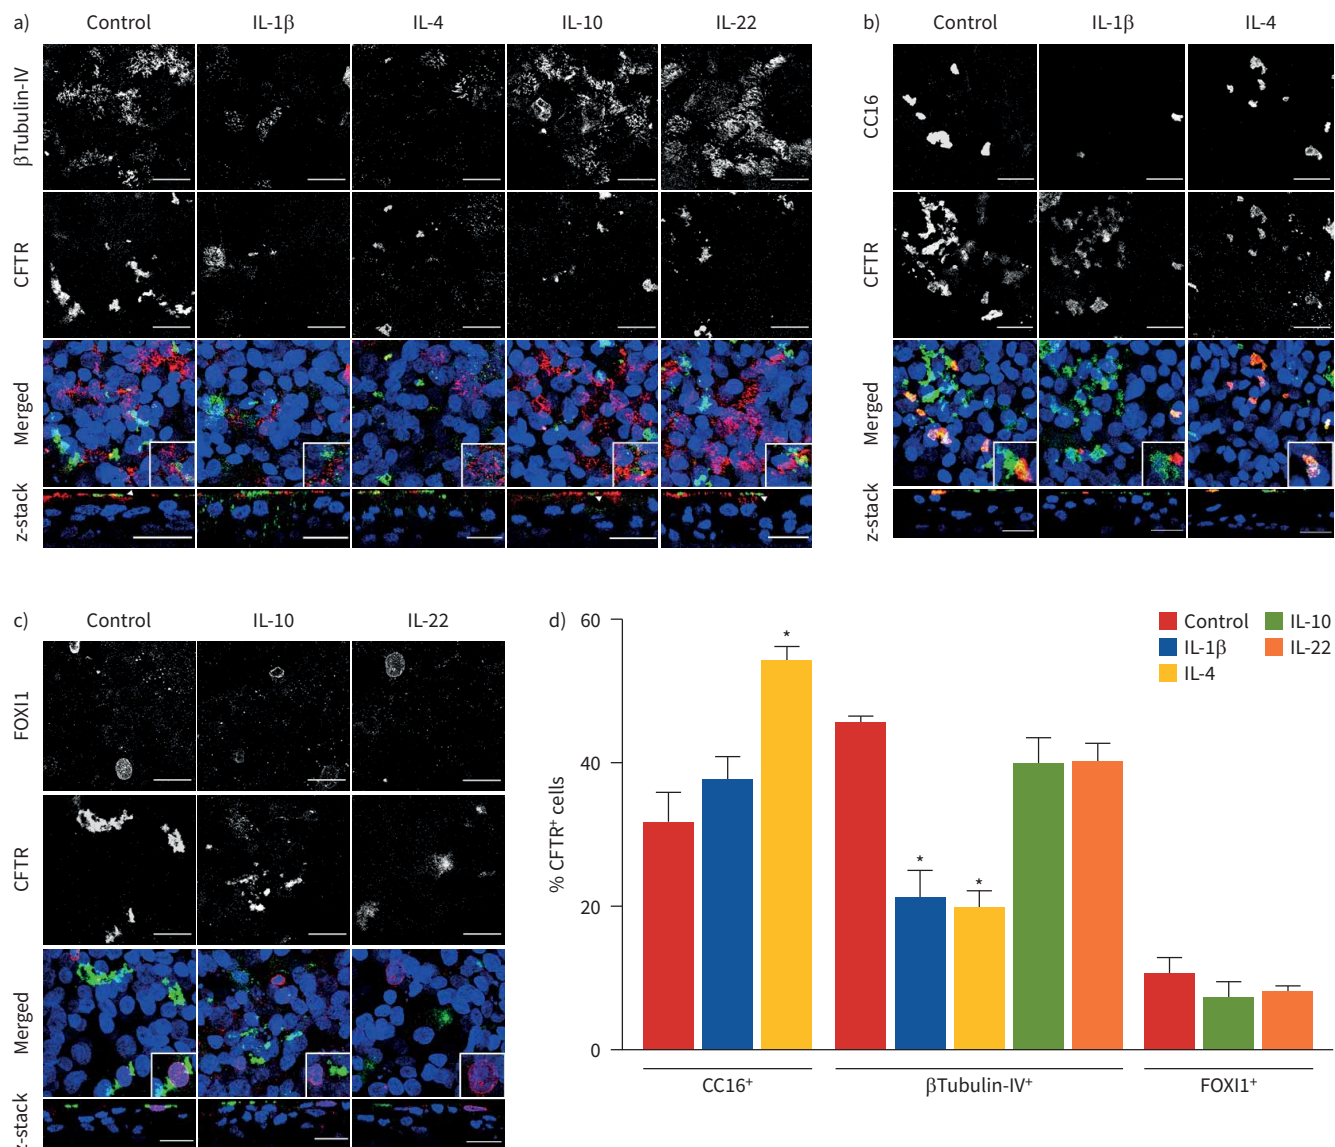 a)
Control IL-1β IL-4 IL-10 IL-22
βTubulin-IV
CFTR
Merged
z-stack
b)
Control IL-1β IL-4
CC16
CFTR
Merged
z-stack
c)
Control IL-10 IL-22
FOXI1
CFTR
Merged
z-stack
d)
% CFTR⁺ cells
60
40
20
0
* * *
Control IL-10
IL-1β IL-22
IL-4
CC16⁺ βTubulin-IV⁺ FOXI1⁺